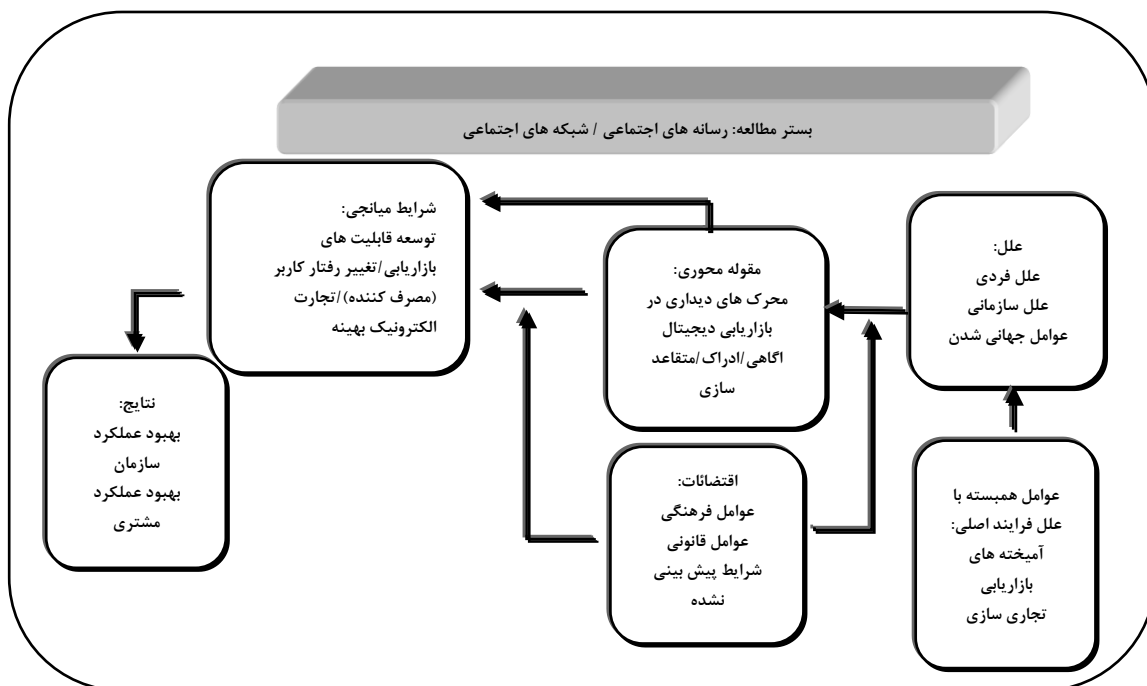 بستر مطالعه: رسانه های اجتماعی / شبکه های اجتماعی
علل:
علل فردی
علل سازمانی
عوامل جهانی شدن
عوامل همبسته با
علل فرایند اصلی:
آمیخته های
بازاریابی
تجاری سازی
مقوله محوری:
محرک های دیداری در
بازاریابی دیجیتال
اگاهی/ادراک/متقاعد
سازی
اقتضائات:
عوامل فرهنگی
عوامل قانونی
شرایط پیش بینی
نشده
شرایط میانجی:
توسعه قابلیت های
بازاریابی/تغییر رفتار کاربر
(مصرف کننده)/تجارت
الکترونیک بهینه
نتایج:
بهبود عملکرد
سازمان
بهبود عملکرد
مشتری